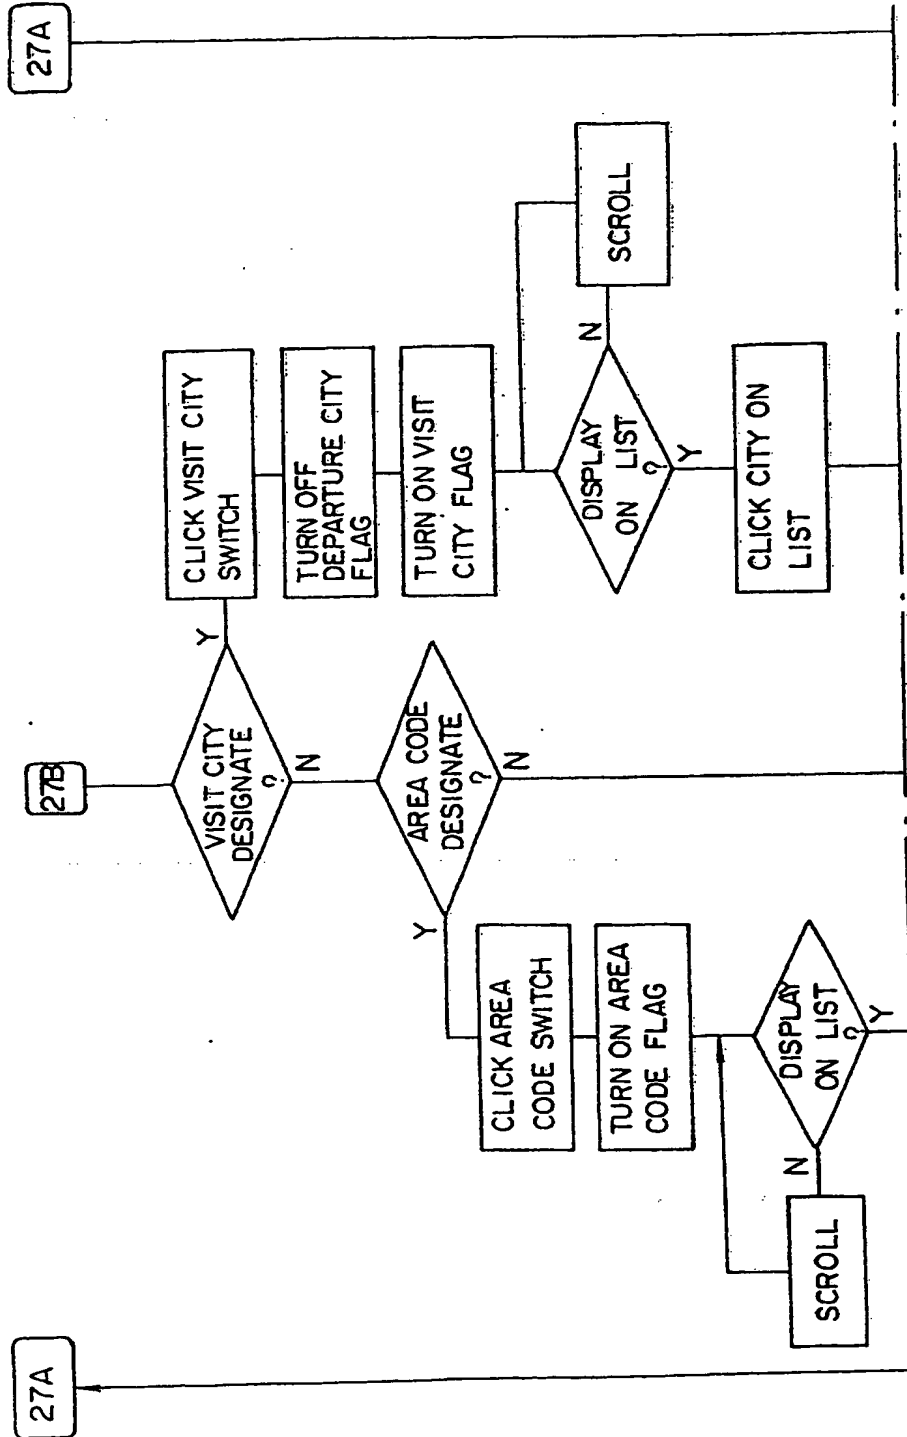 27A
27B
27A
VISIT CITY
DESIGNATE
?
Y
N
CLICK VISIT CITY
SWITCH
TURN OFF
DEPARTURE CITY
FLAG
TURN ON VISIT
CITY FLAG
DISPLAY
ON LIST
?
N
Y
SCROLL
CLICK CITY ON
LIST
AREA CODE
DESIGNATE
?
Y
N
CLICK AREA
CODE SWITCH
TURN ON AREA
CODE FLAG
DISPLAY
ON LIST
?
N
Y
SCROLL